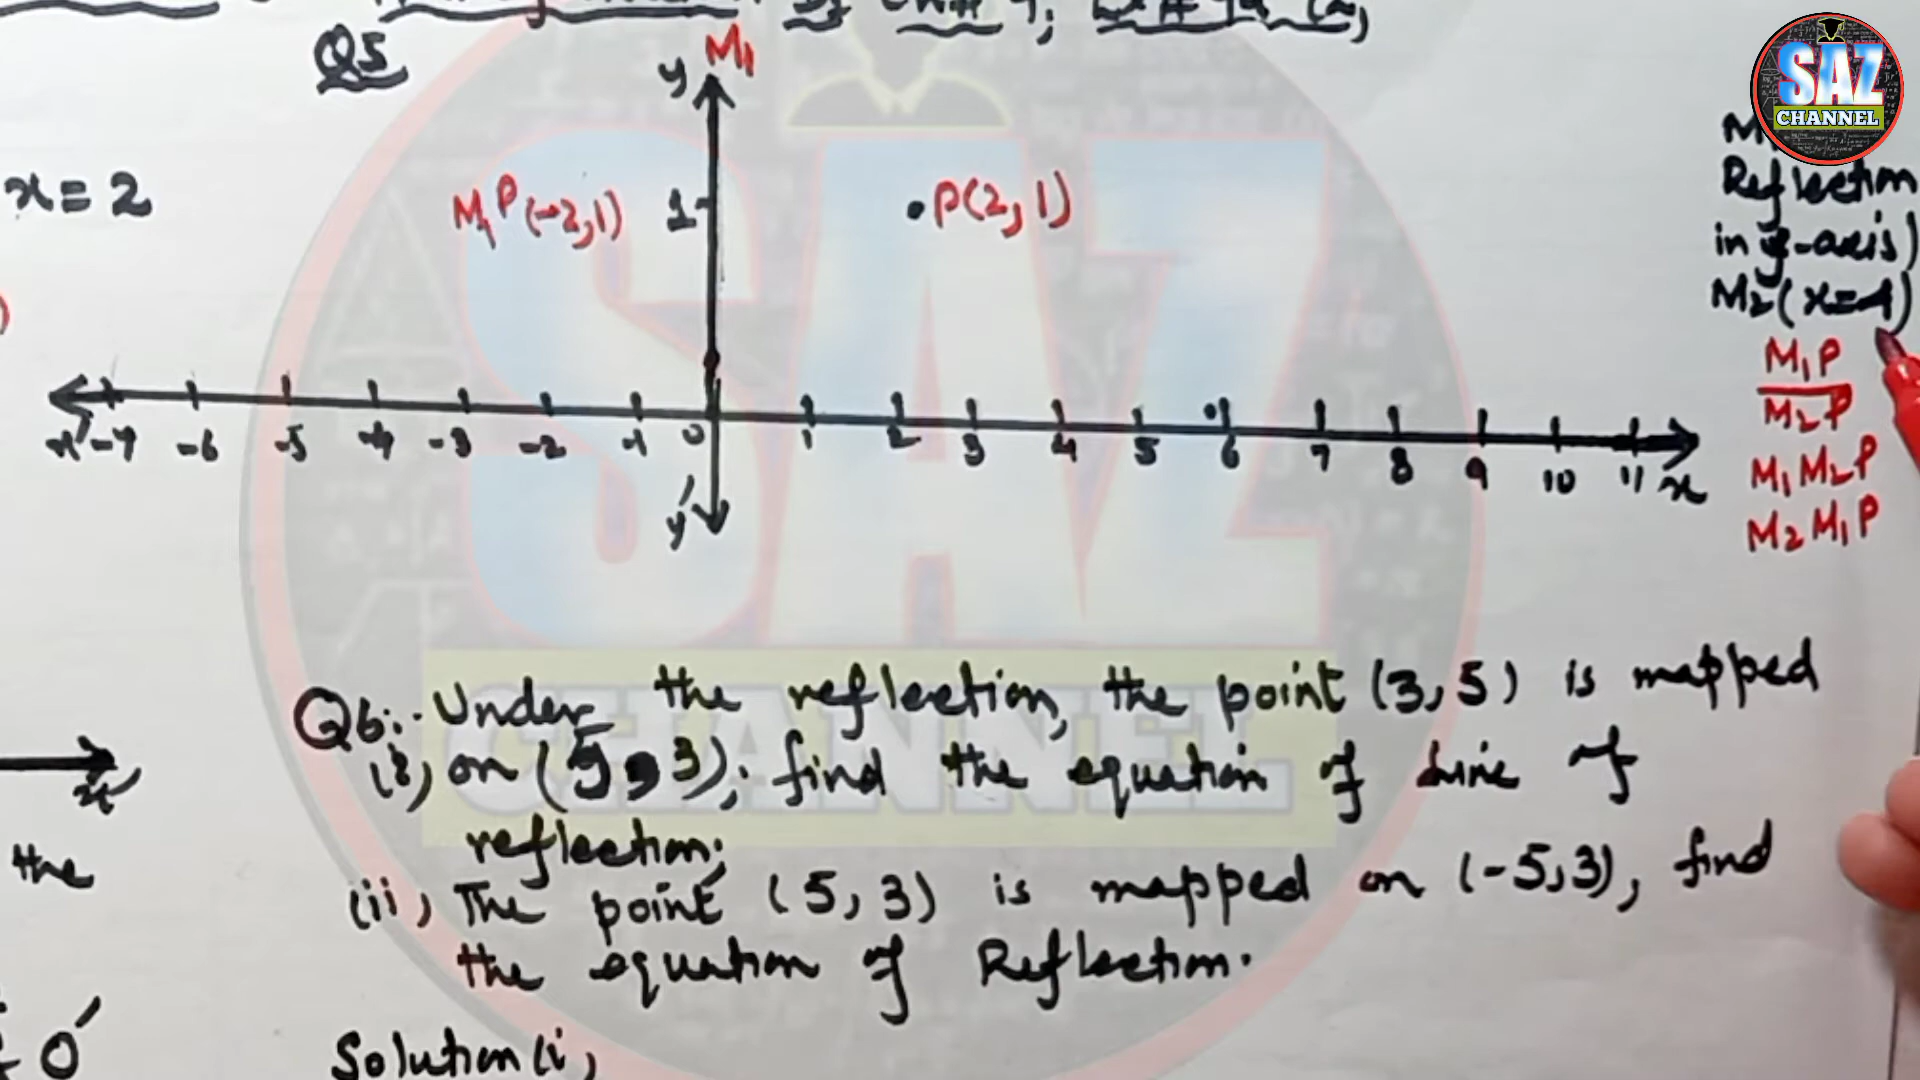 Q5
M1
y
x = 2
M1P(-2,1)
1
P(2,1)
Reflection
in y-axis)
M2(x=4)
M1P
M2P
M1M2P
M2M1P
x' -7 -6 -5 -4 -3 -2 -1 0 1 2 3 4 5 6 7 8 9 10 11 x
y'
Q6:- Under the reflection, the point (3,5) is mapped
(i) on (5,3); find the equation of Line of
reflection;
(ii) The point (5,3) is mapped on (-5,3), find
the equation of Reflection.
Solution (i)
x'
the
O'
SAZ
CHANNEL
SAZ
CHANNEL